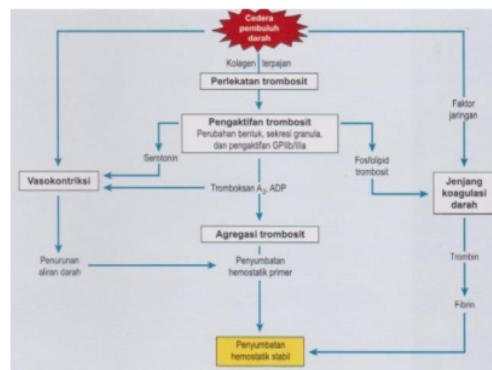 Cedera
pembuluh
darah
Kolagen terpajan
Perlekatan trombosit
Faktor
jaringan
Pengaktifan trombosit
Perubahan bentuk, sekresi granula,
dan pengaktifan GPIIb/IIIa
Serotonin
Fosfolipid
trombosit
Vasokontriksi
Tromboksan A₂, ADP
Jenjang
koagulasi
darah
Agregasi trombosit
Penurunan
aliran darah
Penyumbatan
hemostatik primer
Trombin
Fibrin
Penyumbatan
hemostatik stabil